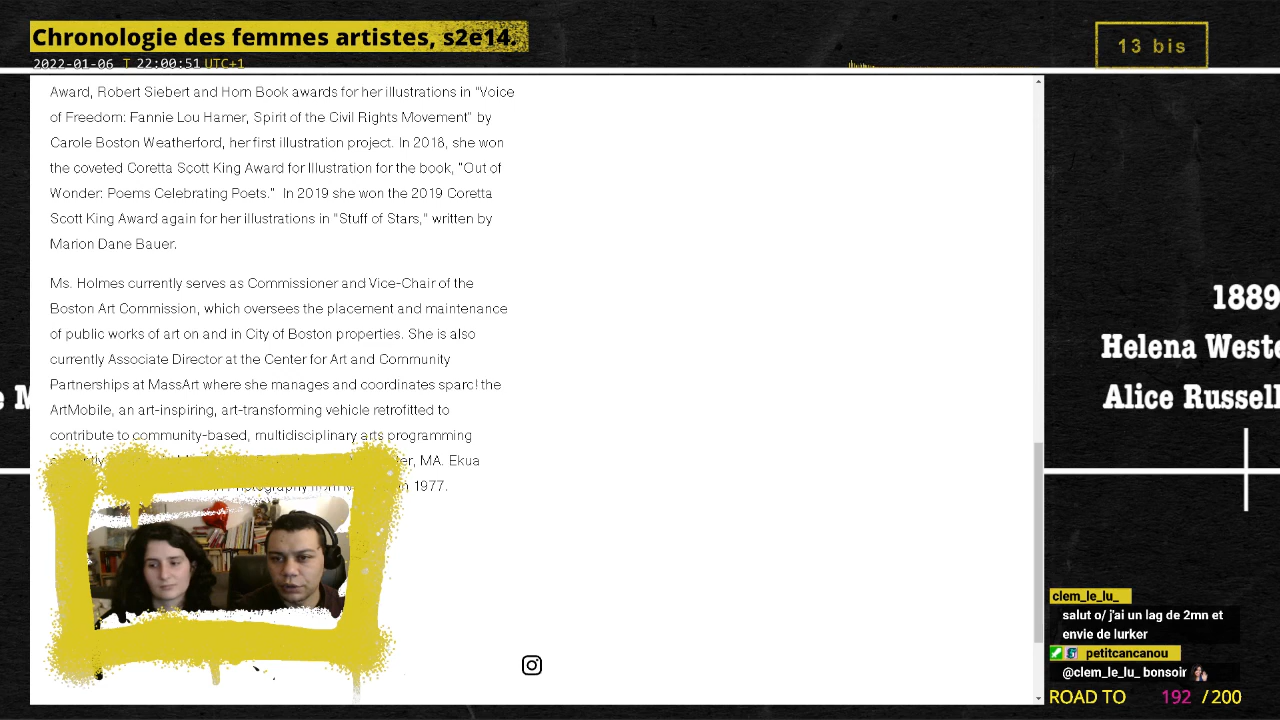 Chronologie des femmes artistes, s2e14.
2022-01-06 T 22:00:51 UTC+1
13 bis
Award, Robert Siebert and Horn Book awards for her illustrations in "Voice
of Freedom: Fannie Lou Hamer, Spirit of the Civil Rights Movement" by
Carole Boston Weatherford, her first illustration project. In 2018, she won
the coveted Coretta Scott King Award for Illustration for the book, "Out of
Wonder: Poems Celebrating Poets."  In 2019 she won the 2019 Coretta
Scott King Award again for her illustrations in "Stuff of Stars," written by
Marion Dane Bauer.
Ms. Holmes currently serves as Commissioner and Vice-Chair of the
Boston Art Commission, which oversees the placement and maintenance
of public works of art on and in City of Boston properties. She is also
currently Associate Director at the Center for Art and Community
Partnerships at MassArt where she manages and coordinates sparc! the
ArtMobile, an art-inspiring, art-transforming vehicle retrofitted to
contribute to community-based, multidisciplinary arts programming
MA. Ekua
1977.
1889
Helena Weste
Alice Russell
clem_le_lu_
salut o/ j'ai un lag de 2mn et
envie de lurker
petitcancanou
@clem_le_lu_ bonsoir
ROAD TO 192 / 200